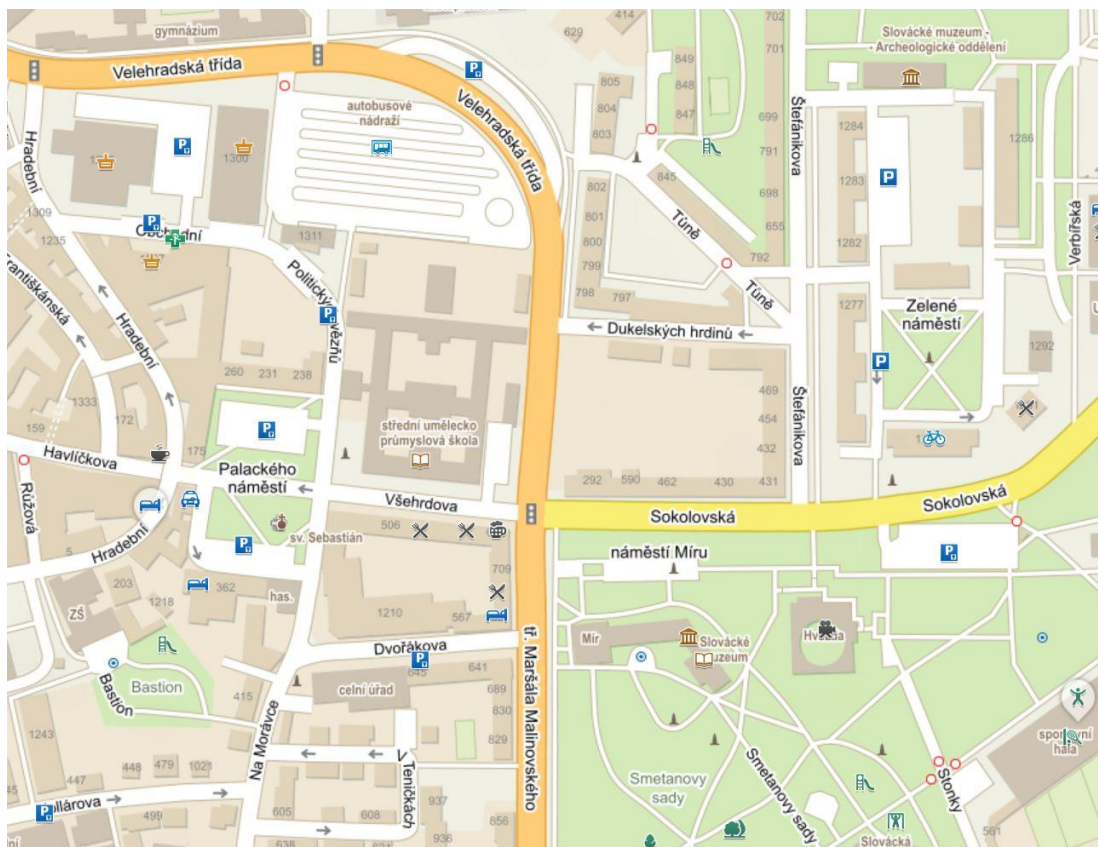 gymnázium
414
629
702
701
Slovácké muzeum -
- Archeologické oddělení
Velehradská třída
849
848
847
805
804
803
699
791
698
655
autobusové
nádraží
Velehradská třída
Štefánikova
1284
1283
1282
1286
Verbířská
Hradební
1300
845
802
801
800
799
798
797
792
Túně
Túně
1309
1235
Obchodní
1311
Františkánská
Hradební
1277
Zelené
náměstí
1292
Dukelských hrdinů
260
231
238
1333
172
159
175
469
454
432
431
430
462
590
292
Štefánikova
střední umělecko
průmyslová škola
Havlíčkova
Palackého
náměstí
Všehrdova
Růžova
Sokolovská
Sokolovská
Hradební
5
sv. Sebastián
506
709
náměstí Míru
203
362
has.
1218
ZŠ
1210
567
Mír
Slovácké
muzeum
Dvořákova
Bastion
Bastion
415
celní úřad
645
641
689
830
829
tř. Maršála Malinovského
Na Morávce
1243
447
448
479
1021
V Teničkách
Smetanovy
sady
Smetanovy sady
Stonky
sportovní
hala
499
605
608
937
936
856
638
561
Slovácká